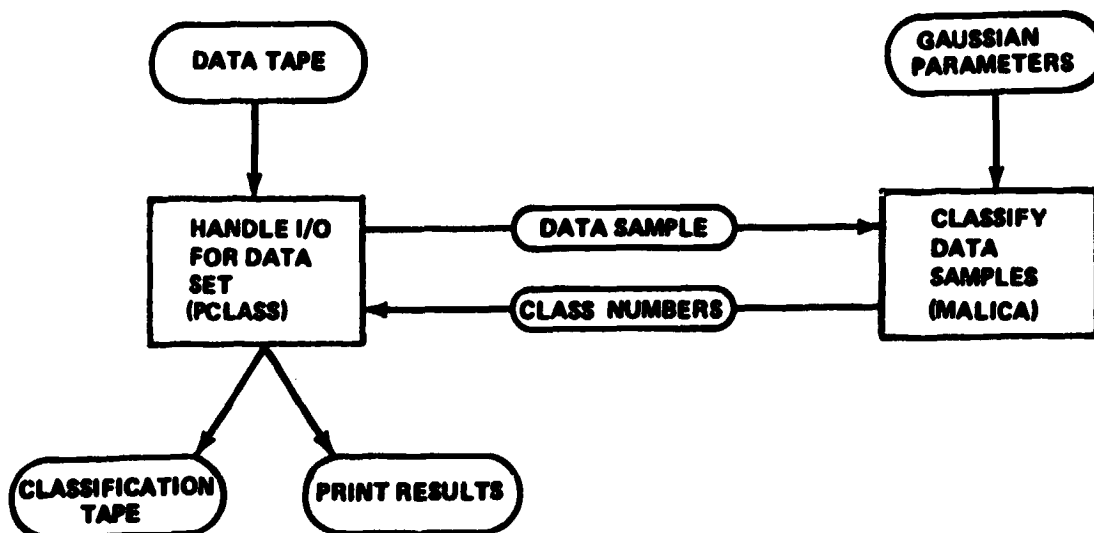 DATA TAPE
GAUSSIAN
PARAMETERS
HANDLE I/O
FOR DATA
SET
(PCLASS)
DATA SAMPLE
CLASS NUMBERS
CLASSIFY
DATA
SAMPLES
(MALICA)
CLASSIFICATION
TAPE
PRINT RESULTS